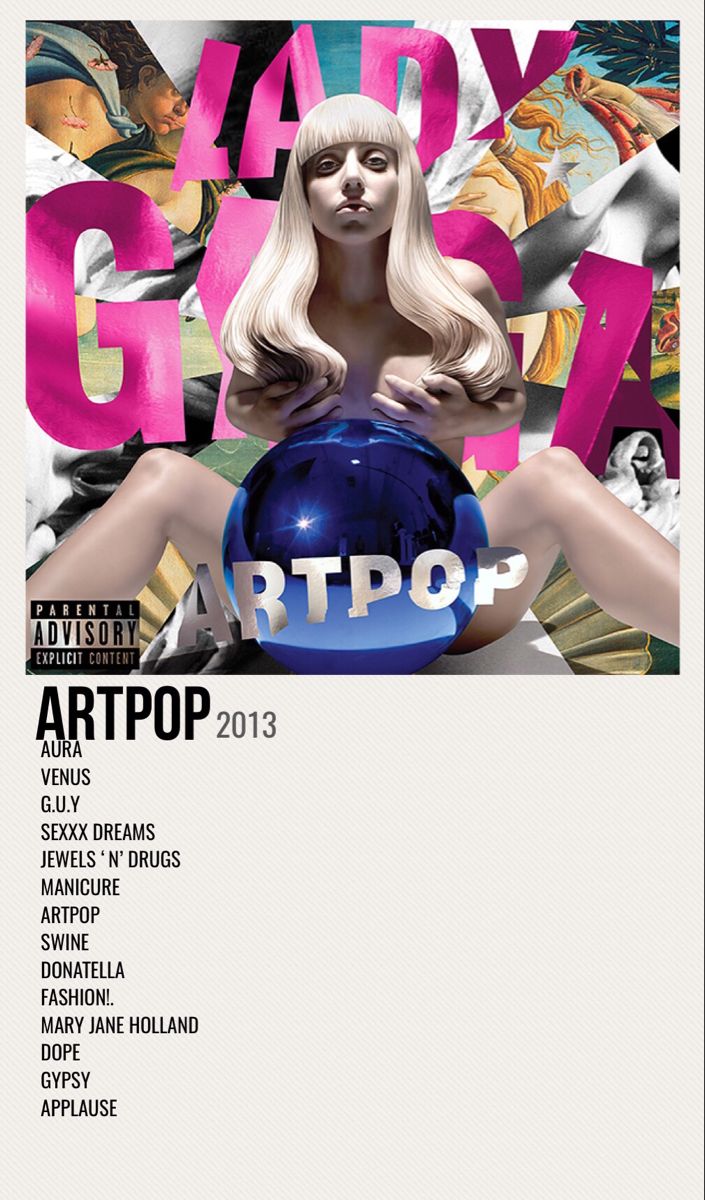 LADY
GAGA
ARTPOP
PARENTAL
ADVISORY
EXPLICIT CONTENT
ARTPOP 2013
AURA
VENUS
G.U.Y
SEXXX DREAMS
JEWELS ‘ N’ DRUGS
MANICURE
ARTPOP
SWINE
DONATELLA
FASHION!.
MARY JANE HOLLAND
DOPE
GYPSY
APPLAUSE